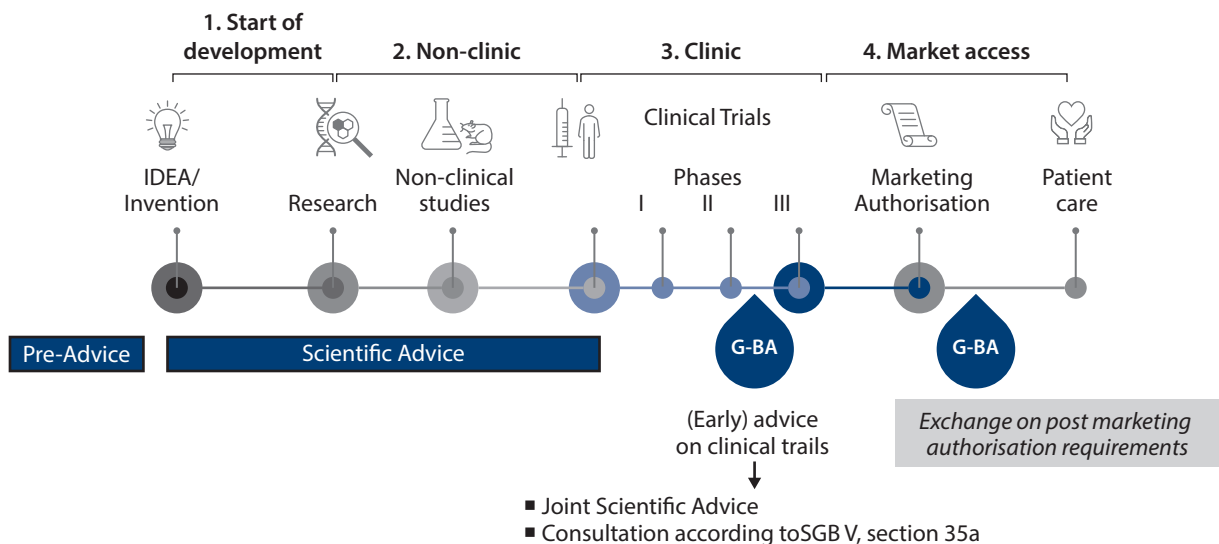 1. Start of
development
2. Non-clinic
3. Clinic
4. Market access
Clinical Trials
IDEA/
Invention
Research
Non-clinical
studies
Phases
I
II
III
Marketing
Authorisation
Patient
care
Pre-Advice
Scientific Advice
G-BA
G-BA
(Early) advice
on clinical trails
Exchange on post marketing
authorisation requirements
■ Joint Scientific Advice
■ Consultation according toSGB V, section 35a